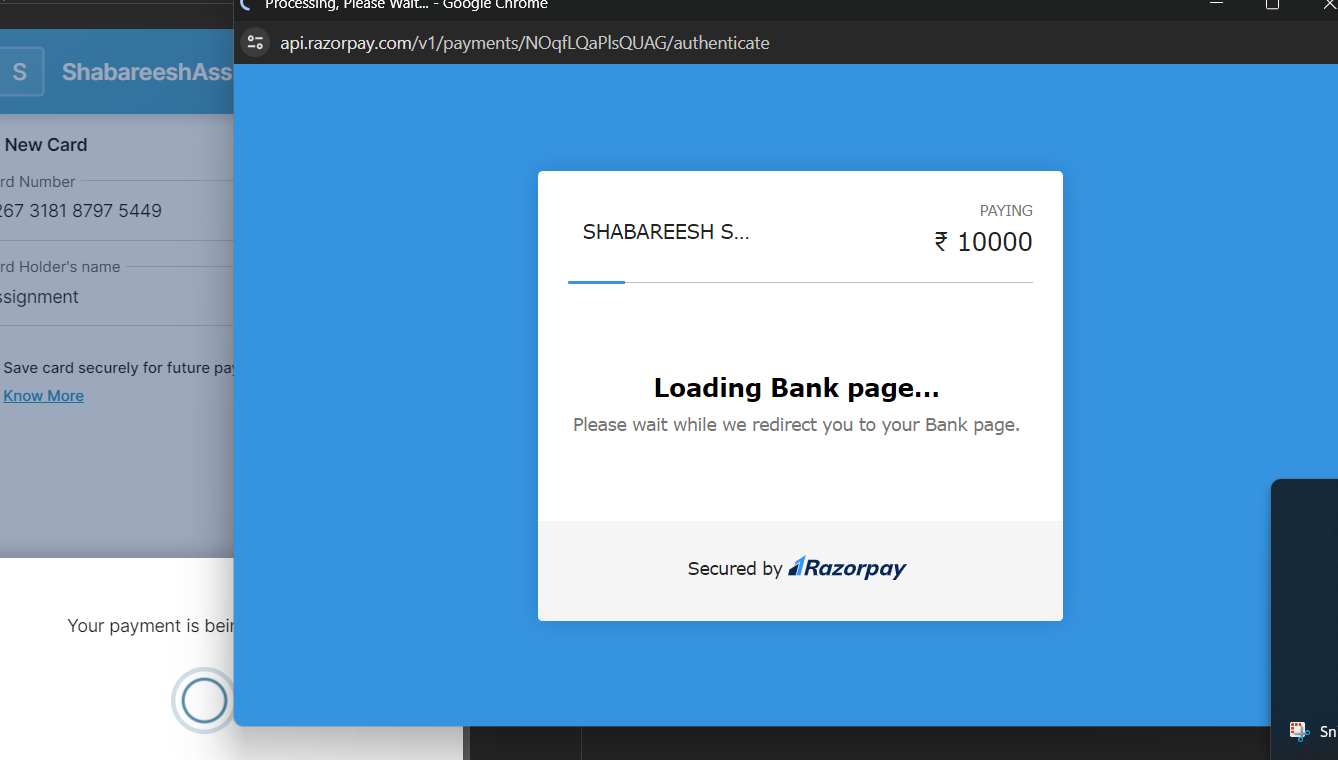 Processing, Please Wait... - Google Chrome
api.razorpay.com/v1/payments/NOqfLQaPlsQUAG/authenticate
S
ShabareeshAss
New Card
rd Number
267 3181 8797 5449
rd Holder's name
ssignment
Save card securely for future pay
Know More
Your payment is bein
SHABAREESH S...
PAYING
₹ 10000
Loading Bank page...
Please wait while we redirect you to your Bank page.
Secured by Razorpay
Sn